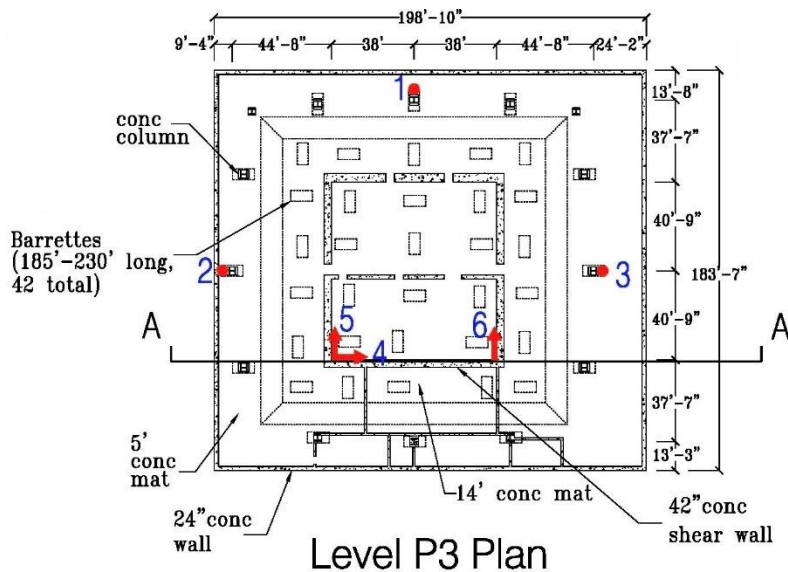 198'-10"
9'-4" 44'-8" 38' 38' 44'-8" 24'-2"
1
13'-8"
conc
column
37'-7"
Barrettes
(185'-230' long,
42 total)
40'-9"
2
3
183'-7"
A
A
5
6
40'-9"
4
37'-7"
5'
conc
mat
13'-3"
14' conc mat
24"conc
wall
42"conc
shear wall
Level P3 Plan